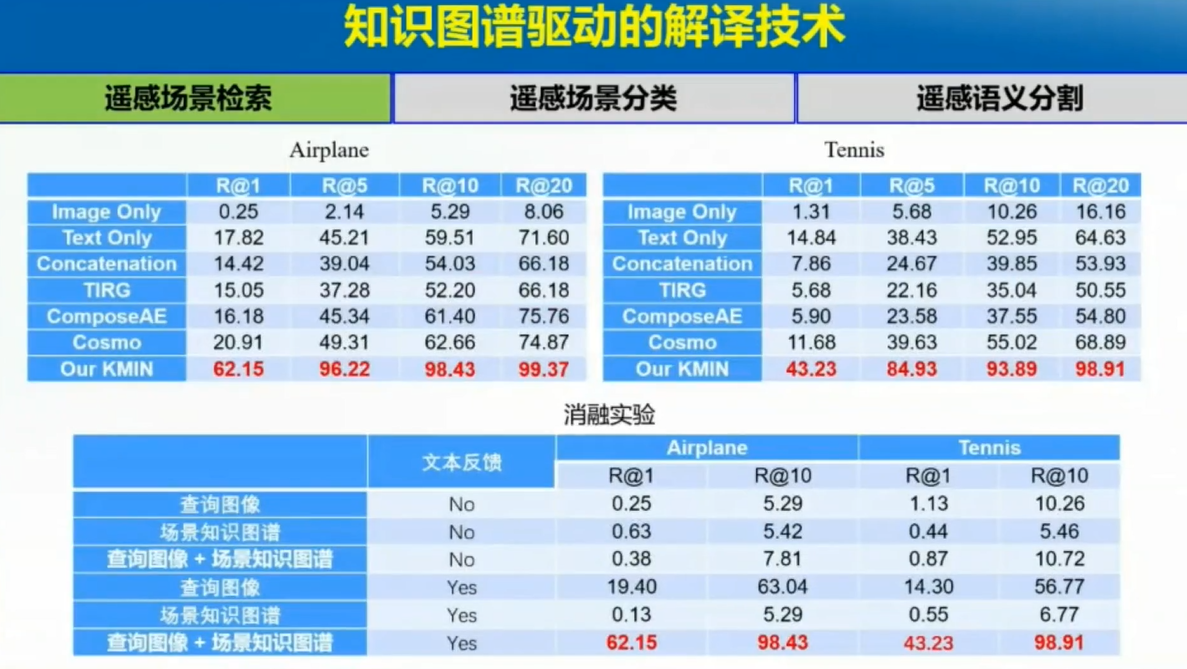 知识图谱驱动的解译技术
遥感场景检索 遥感场景分类 遥感语义分割
Airplane
R@1 R@5 R@10 R@20
Image Only 0.25 2.14 5.29 8.06
Text Only 17.82 45.21 59.51 71.60
Concatenation 14.42 39.04 54.03 66.18
TIRG 15.05 37.28 52.20 66.18
ComposeAE 16.18 45.34 61.40 75.76
Cosmo 20.91 49.31 62.66 74.87
Our KMIN 62.15 96.22 98.43 99.37
Tennis
R@1 R@5 R@10 R@20
Image Only 1.31 5.68 10.26 16.16
Text Only 14.84 38.43 52.95 64.63
Concatenation 7.86 24.67 39.85 53.93
TIRG 5.68 22.16 35.04 50.55
ComposeAE 5.90 23.58 37.55 54.80
Cosmo 11.68 39.63 55.02 68.89
Our KMIN 43.23 84.93 93.89 98.91
消融实验
文本反馈 Airplane Tennis
R@1 R@10 R@1 R@10
查询图像 No 0.25 5.29 1.13 10.26
场景知识图谱 No 0.63 5.42 0.44 5.46
查询图像 + 场景知识图谱 No 0.38 7.81 0.87 10.72
查询图像 Yes 19.40 63.04 14.30 56.77
场景知识图谱 Yes 0.13 5.29 0.55 6.77
查询图像 + 场景知识图谱 Yes 62.15 98.43 43.23 98.91